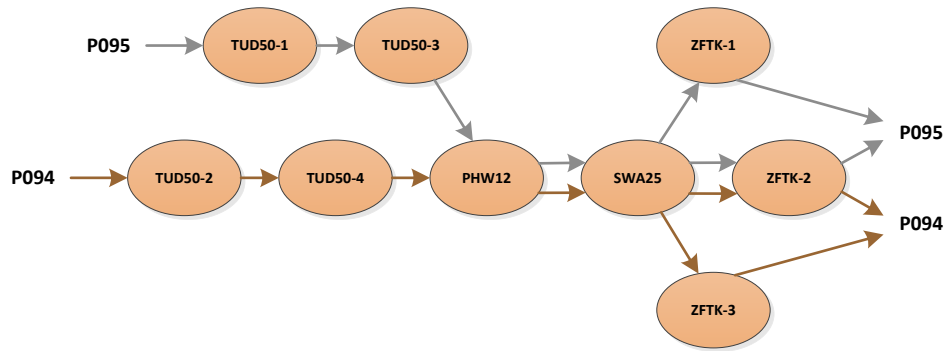 P095
TUD50-1
TUD50-3
ZFTK-1
P095
P094
TUD50-2
TUD50-4
PHW12
SWA25
ZFTK-2
P094
ZFTK-3